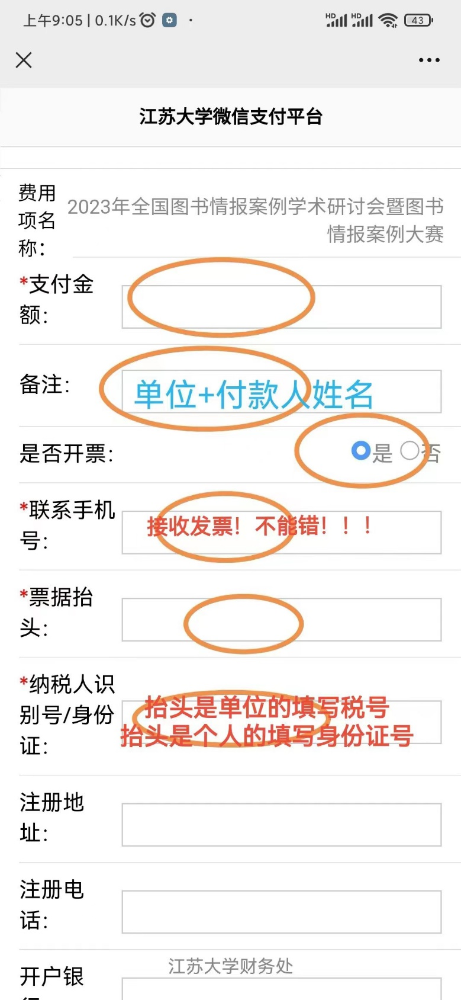 上午9:05 | 0.1K/s
HD HD 43
江苏大学微信支付平台
费用项名称：
2023年全国图书情报案例学术研讨会暨图书
情报案例大赛
*支付金
额：
备注：
单位+付款人姓名
是否开票：
是 否
*联系手机
号：
接收发票！不能错！！！
*票据抬
头：
*纳税人识
别号/身份
证：
抬头是单位的填写税号
抬头是个人的填写身份证号
注册地
址：
注册电
话：
江苏大学财务处
开户银